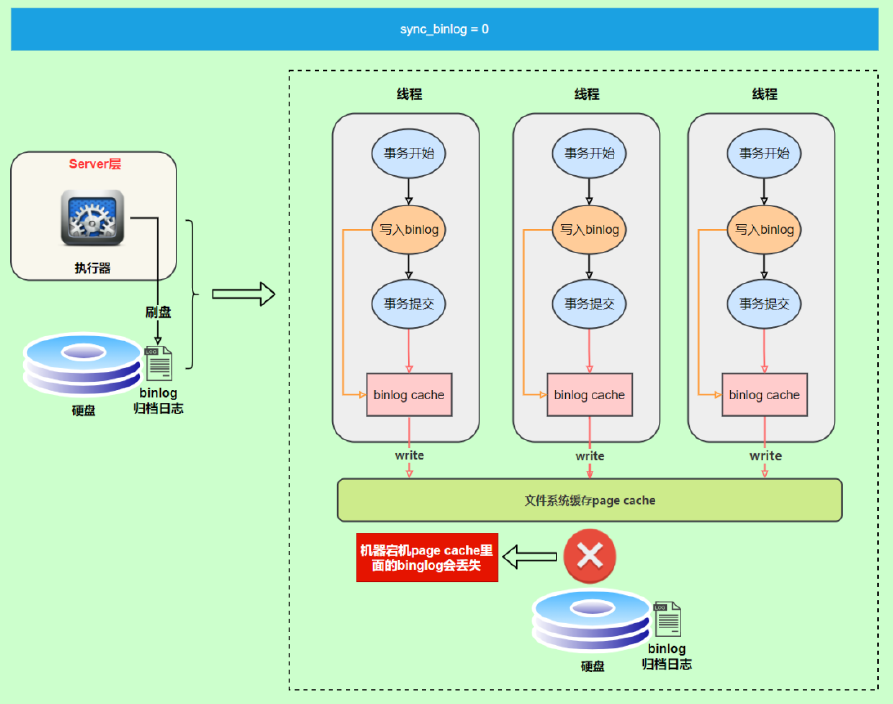 sync_binlog = 0
Server层
执行器
刷盘
LOG
硬盘
binlog
归档日志
线程
线程
线程
事务开始
事务开始
事务开始
写入binlog
写入binlog
写入binlog
事务提交
事务提交
事务提交
binlog cache
binlog cache
binlog cache
write
write
write
文件系统缓存page cache
机器宕机page cache里
面的binglog会丢失
LOG
硬盘
binlog
归档日志